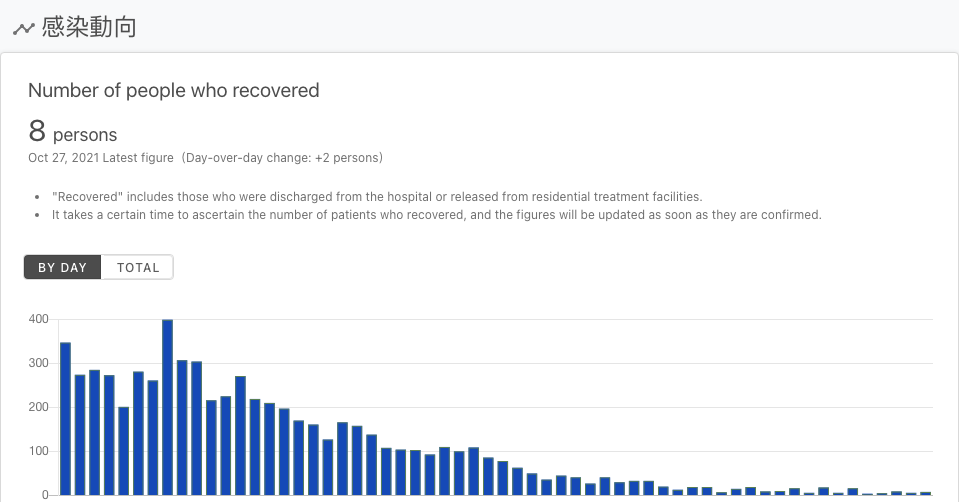 感染動向
Number of people who recovered
8 persons
Oct 27, 2021 Latest figure (Day-over-day change: +2 persons)
• "Recovered" includes those who were discharged from the hospital or released from residential treatment facilities.
• It takes a certain time to ascertain the number of patients who recovered, and the figures will be updated as soon as they are confirmed.
BY DAY TOTAL
400
300
200
100
0